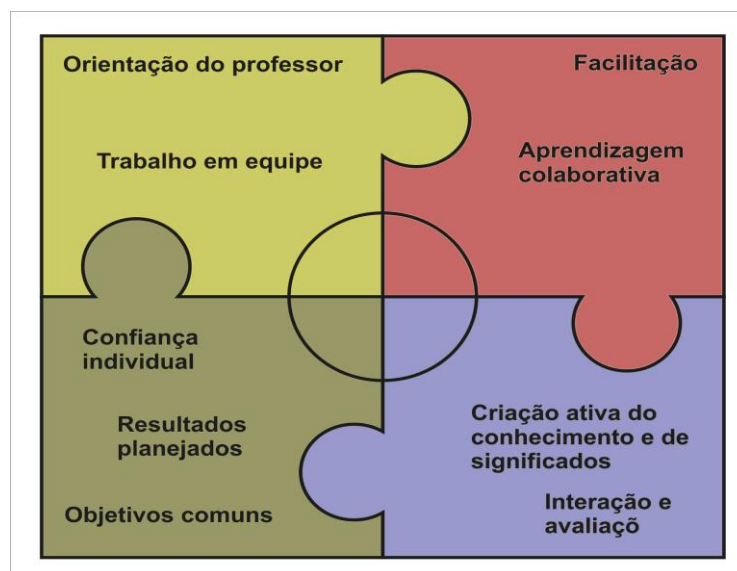 Orientação do professor
Trabalho em equipe
Facilitação
Aprendizagem
colaborativa
Confiança
individual
Resultados
planejados
Objetivos comuns
Criação ativa do
conhecimento e de
significados
Interação e
avaliaçõ